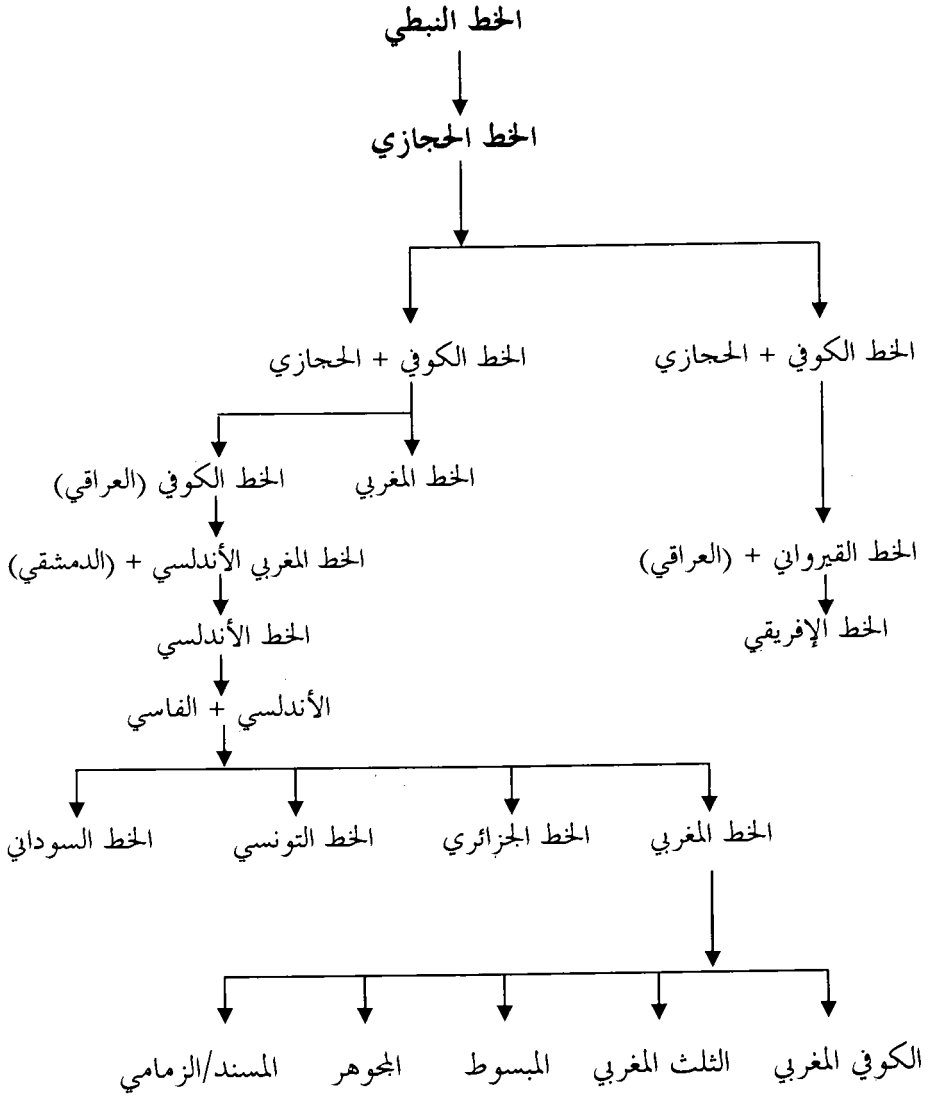 الخط النبطي
الخط الحجازي
الخط الكوفي + الحجازي
الخط الكوفي + الحجازي
الخط المغربي
الخط الكوفي (العراقي)
الخط القيرواني + (العراقي)
الخط المغربي الأندلسي + (الدمشقي)
الخط الإفريقي
الخط الأندلسي
الأندلسي + الفاسي
الخط المغربي
الخط الجزائري
الخط التونسي
الخط السوداني
الكوفي المغربي
الثلث المغربي
المبسوط
المجوهر
المسند/الزمامي